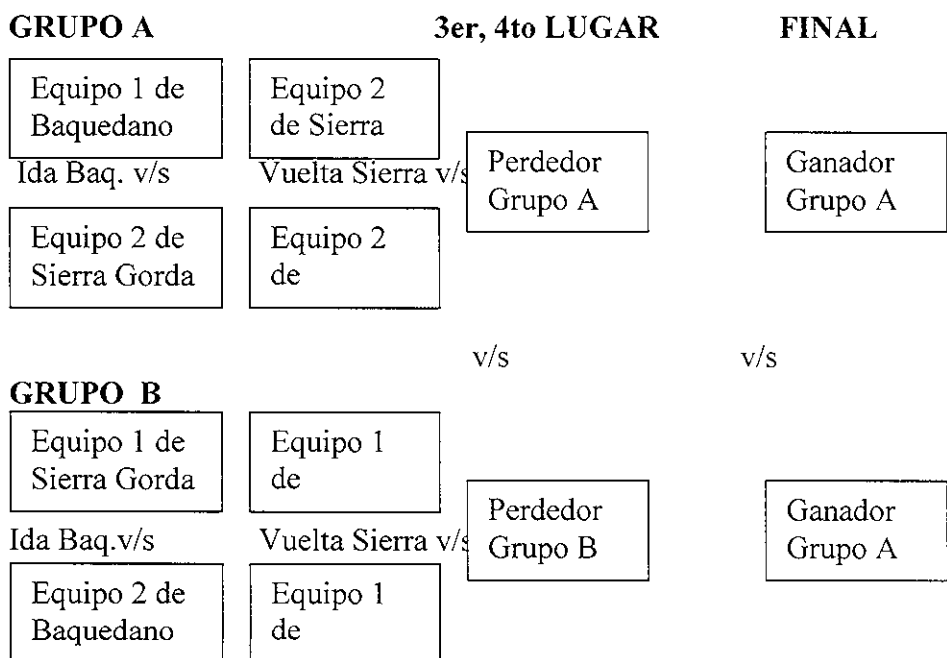 GRUPO A 3er, 4to LUGAR FINAL
Equipo 1 de Equipo 2
Baquedano de Sierra
Perdedor Ganador
Ida Baq. v/s Vuelta Sierra v/s
Grupo A Grupo A
Equipo 2 de Equipo 2
Sierra Gorda de
v/s v/s
GRUPO B
Equipo 1 de Equipo 1
Sierra Gorda de
Perdedor Ganador
Ida Baq.v/s Vuelta Sierra v/s
Grupo B Grupo A
Equipo 2 de Equipo 1
Baquedano de